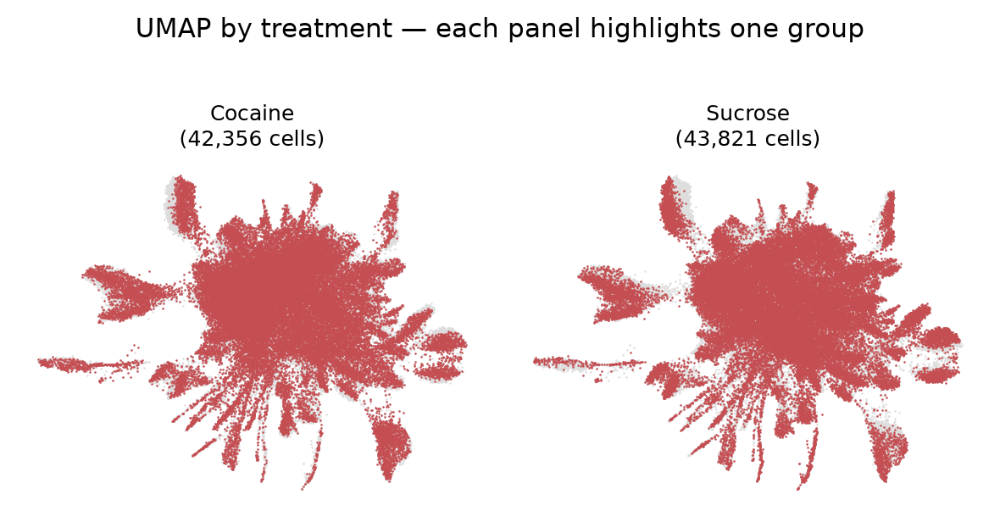 UMAP by treatment — each panel highlights one group
Cocaine
(42,356 cells)
Sucrose
(43,821 cells)